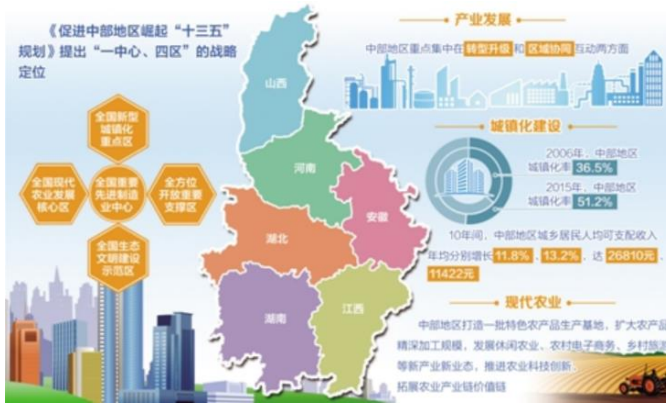 《促进中部地区崛起“十三五”
规划》提出“一中心、四区”的战略
定位
全国新型
城镇化
重点区
全国现代
农业发展
核心区
全国重要
先进制造
业中心
全方位
开放重要
支撑区
全国生态
文明建设
示范区
山西
河南
安徽
湖北
湖南
江西
产业发展
中部地区重点集中在转型升级和区域协同互动两方面
城镇化建设
2006年,中部地区
城镇化率36.5%
2015年,中部地区
城镇化率51.2%
10年间,中部地区城乡居民人均可支配收入
年均分别增长11.8%、13.2%,达26810元、
11422元
现代农业
中部地区打造一批特色农产品生产基地,扩大农产品
精深加工规模,发展休闲农业、农村电子商务、乡村旅游
等新产业新业态,推进农业科技创新,
拓展农业产业链价值链